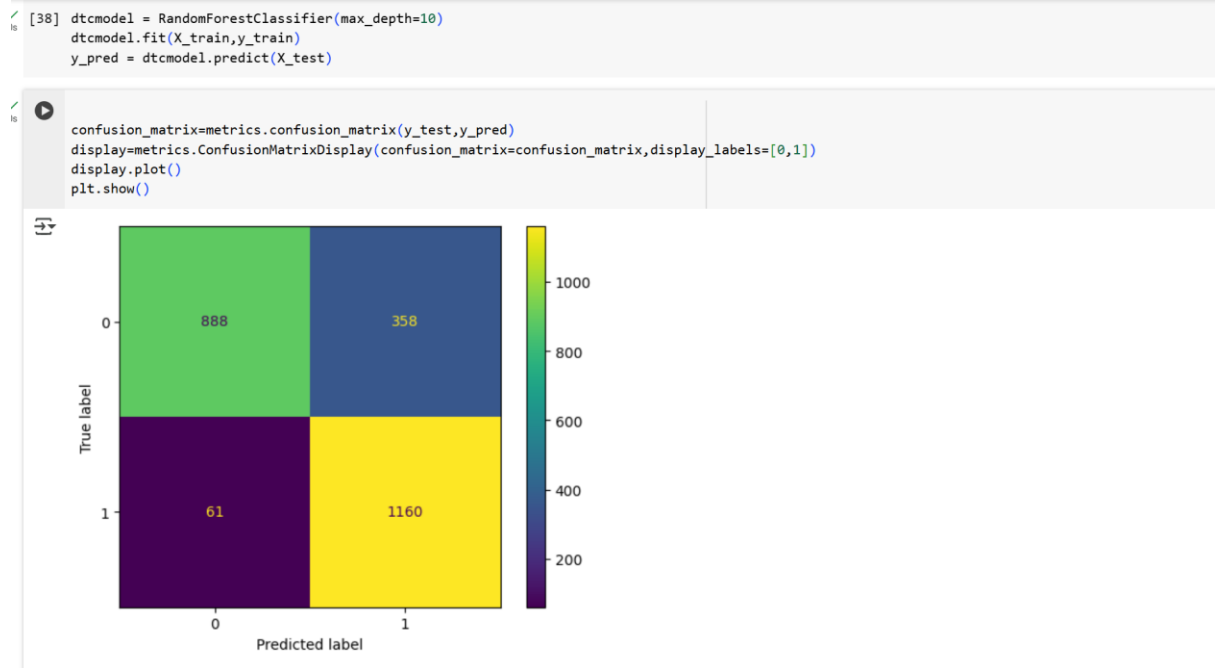 [38] dtcmodel = RandomForestClassifier(max_depth=10)
dtcmodel.fit(X_train,y_train)
y_pred = dtcmodel.predict(X_test)
confusion_matrix=metrics.confusion_matrix(y_test,y_pred)
display=metrics.ConfusionMatrixDisplay(confusion_matrix=confusion_matrix,display_labels=[0,1])
display.plot()
plt.show()
888 358
61 1160
0
1
True label
0 1
Predicted label
1000
800
600
400
200